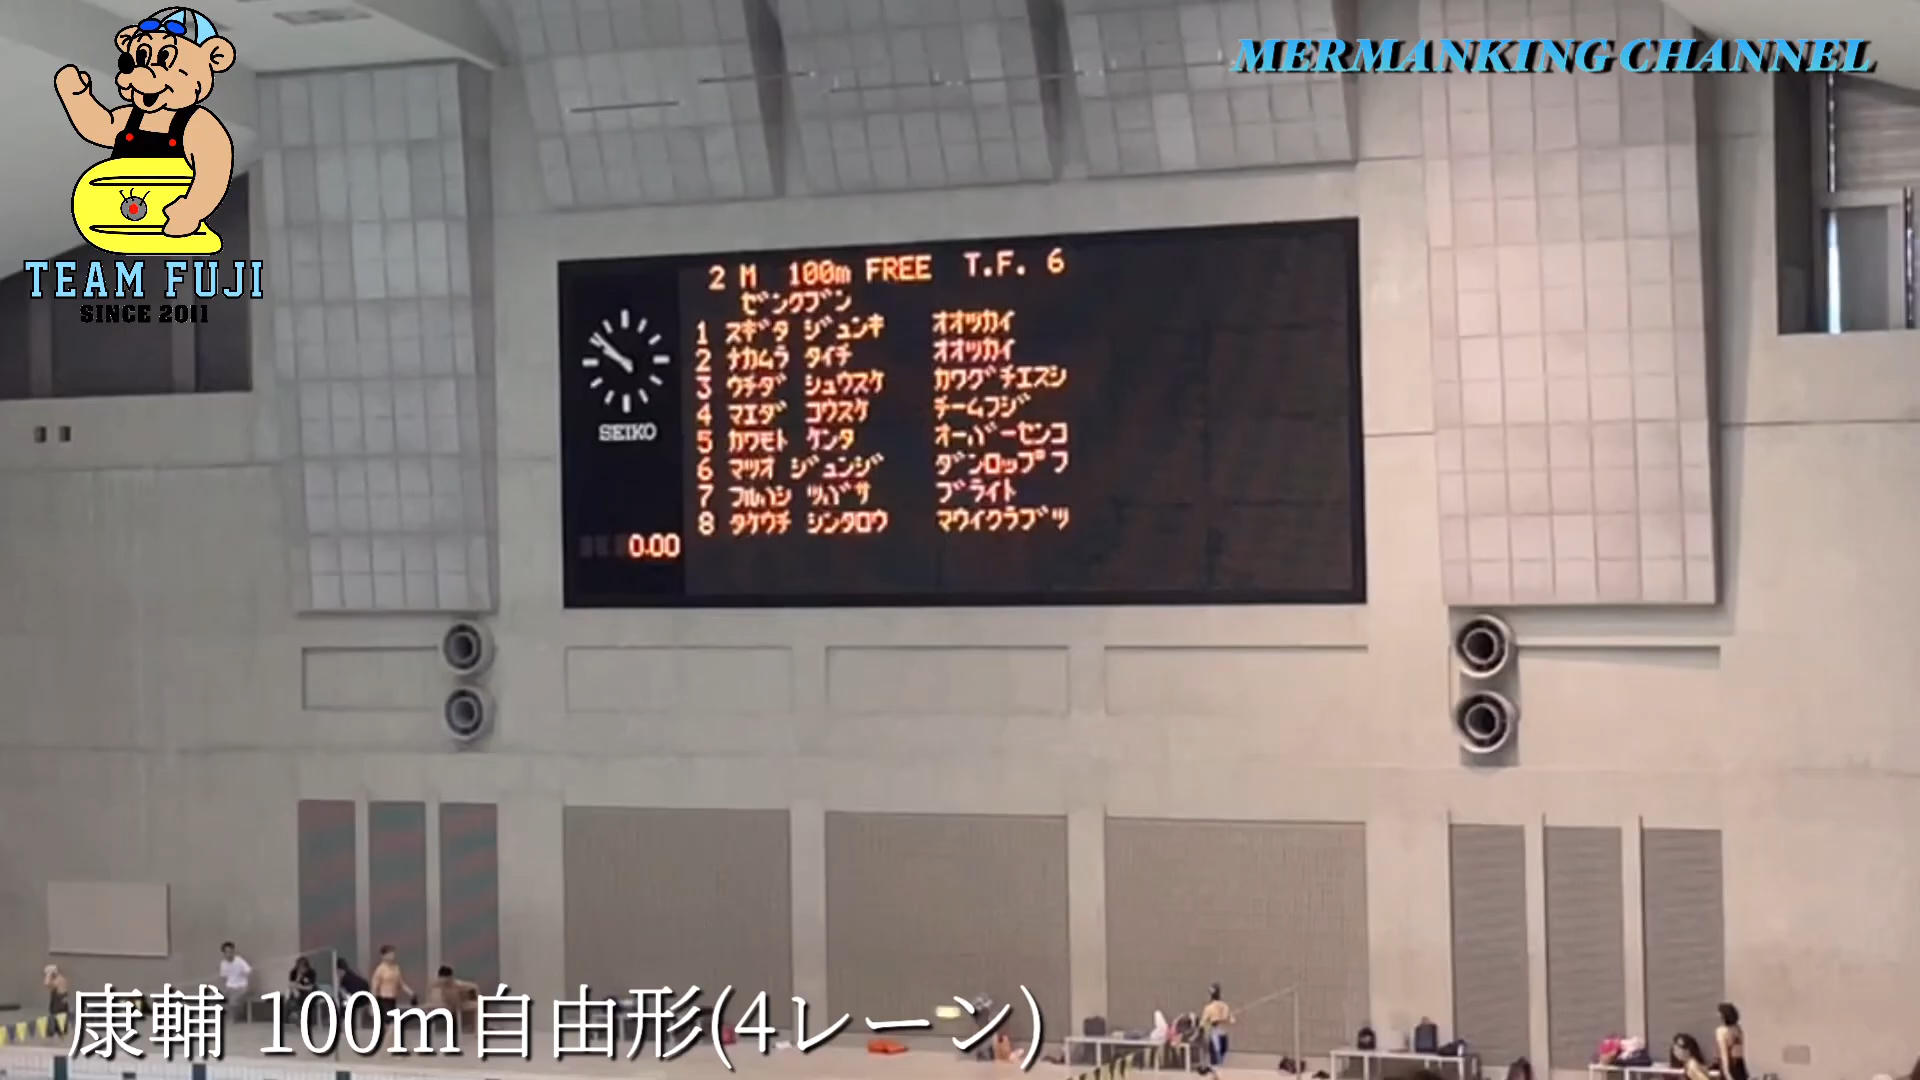 MERMANKING CHANNEL
TEAM FUJI
SINCE 2011
2 M 100m FREE T.F. 6
ゼンクブン
1 スギタ ジュンキ オオツカイ
2 ナカムラ タイチ オオツカイ
3 ウチダ シュウスケ カワグチエスシ
4 マエダ コウスケ チームフジ
5 カワモト ケンタ オーバーセンコ
6 マツオ ジュンジ ダンロップフ
7 フルハシ ツバサ ブライト
8 タケウチ シンタロウ マウイクラブツ
SEIKO
0.00
康輔 100m自由形(4レーン)